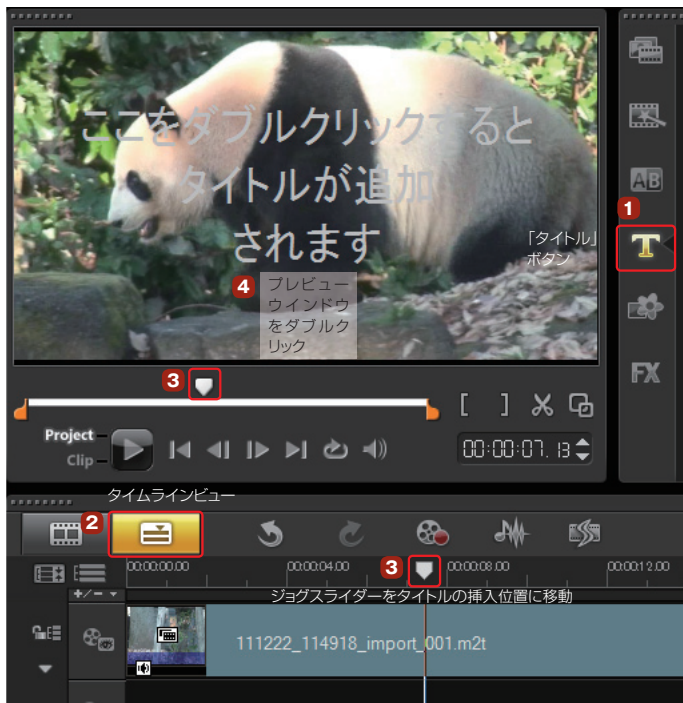 ここをダブルクリックすると
タイトルが追加
されます
「タイトル」
ボタン
4
プレビュー
ウインドウ
をダブルク
リック
AB
1
T
FX
3
[ ]
Project
Clip
00:00:07.13
タイムラインビュー
2
00:00:00.00 00:00:04.00 00:00:08.00 00:00:12.00
3
+/-
ジョグスライダーをタイトルの挿入位置に移動
111222_114918_import_001.m2t